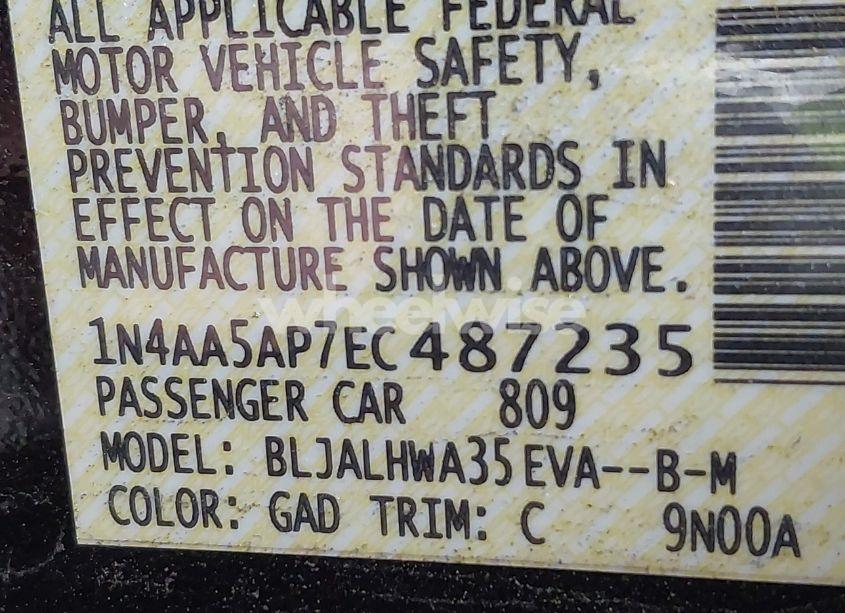 ALL APPLICABLE FEDERAL
MOTOR VEHICLE SAFETY,
BUMPER, AND THEFT
PREVENTION STANDARDS IN
EFFECT ON THE DATE OF
MANUFACTURE SHOWN ABOVE.
wheelwise
1N4AA5AP7EC487235
PASSENGER CAR 809
MODEL: BLJALHWA35EVA--B-M
COLOR: GAD TRIM: C 9N00A